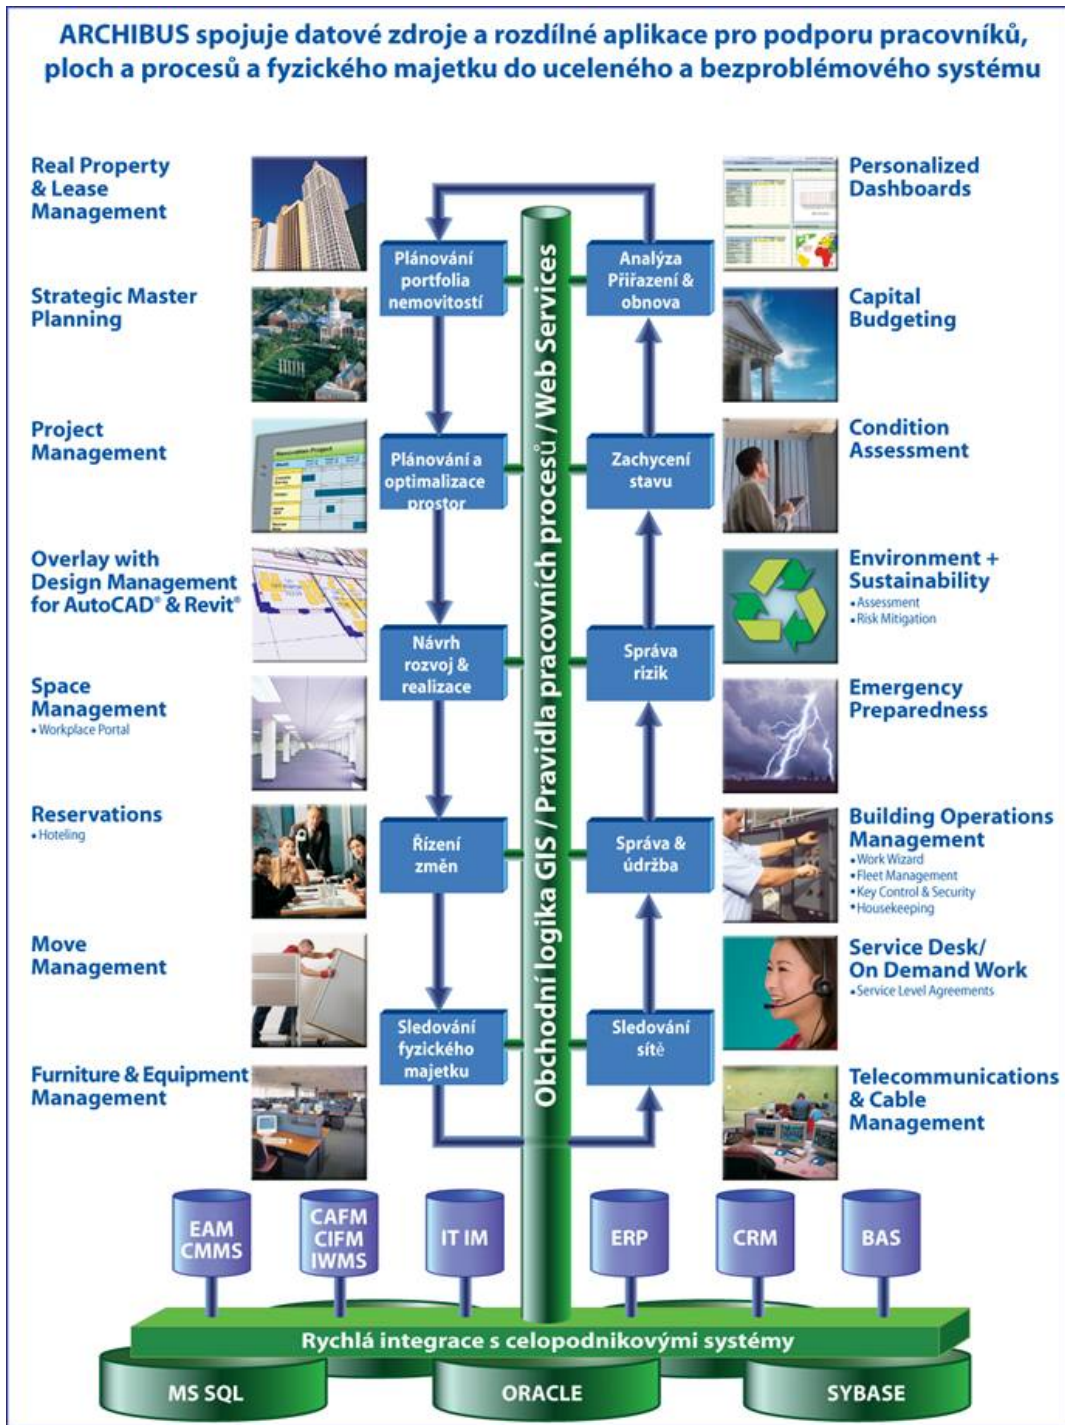 ARCHIBUS spojuje datové zdroje a rozdílné aplikace pro podporu pracovníků,
ploch a procesů a fyzického majetku do uceleného a bezproblémového systému
Real Property
& Lease
Management
Strategic Master
Planning
Project
Management
Overlay with
Design Management
for AutoCAD® & Revit®
Space
Management
• Workplace Portal
Reservations
• Hoteling
Move
Management
Furniture & Equipment
Management
Plánování
portfolia
nemovitostí
Plánování a
optimalizace
prostor
Návrh
rozvoj &
realizace
Řízení
změn
Sledování
fyzického
majetku
Obchodní logika GIS / Pravidla pracovních procesů / Web Services
Analýza
Přiřazení &
obnova
Zachycení
stavu
Správa
rizik
Správa &
údržba
Sledování
sítě
Personalized
Dashboards
Capital
Budgeting
Condition
Assessment
Environment +
Sustainability
• Assessment
• Risk Mitigation
Emergency
Preparedness
Building Operations
Management
• Work Wizard
• Fleet Management
• Key Control & Security
• Housekeeping
Service Desk/
On Demand Work
• Service Level Agreements
Telecommunications
& Cable
Management
EAM
CMMS
CAFM
CIFM
IWMS
IT IM
ERP
CRM
BAS
Rychlá integrace s celopodnikovými systémy
MS SQL
ORACLE
SYBASE